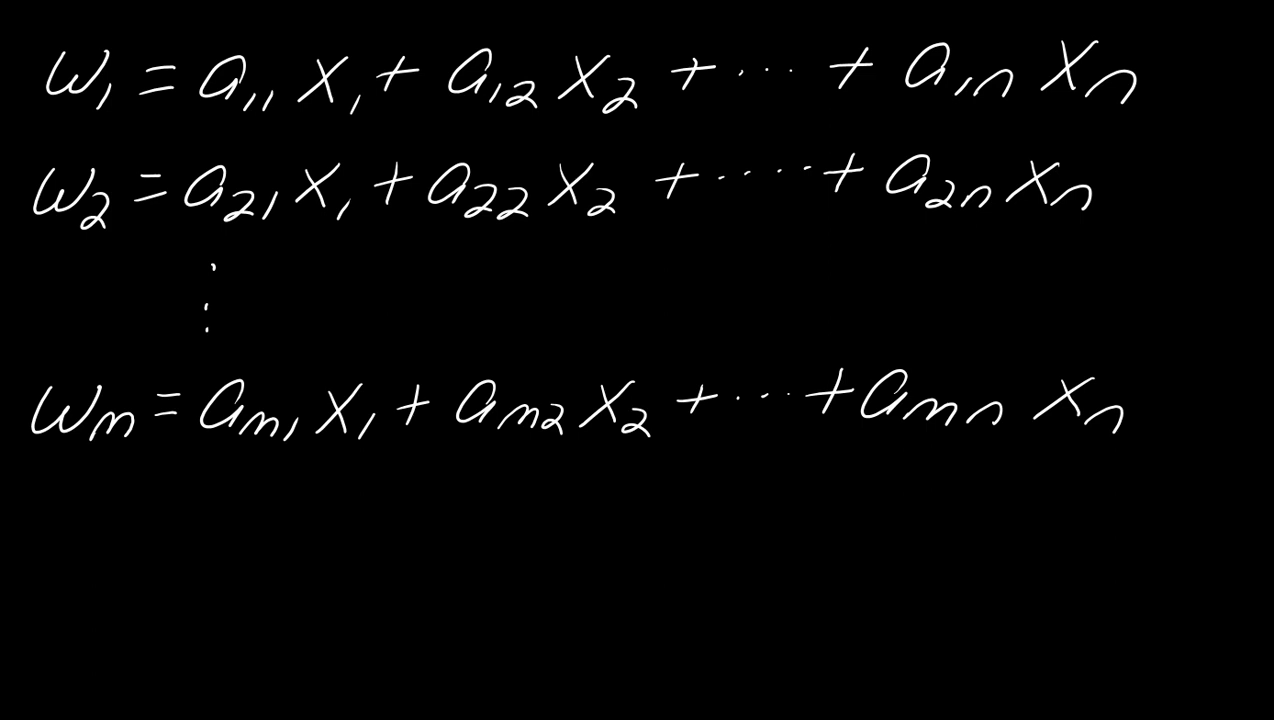 w₁ = a₁₁ x₁ + a₁₂ x₂ + ... + a₁ₙ xₙ
w₂ = a₂₁ x₁ + a₂₂ x₂ + .... + a₂ₙ xₙ
⋮
wₘ = aₘ₁ x₁ + aₘ₂ x₂ + ... + aₘₙ xₙ